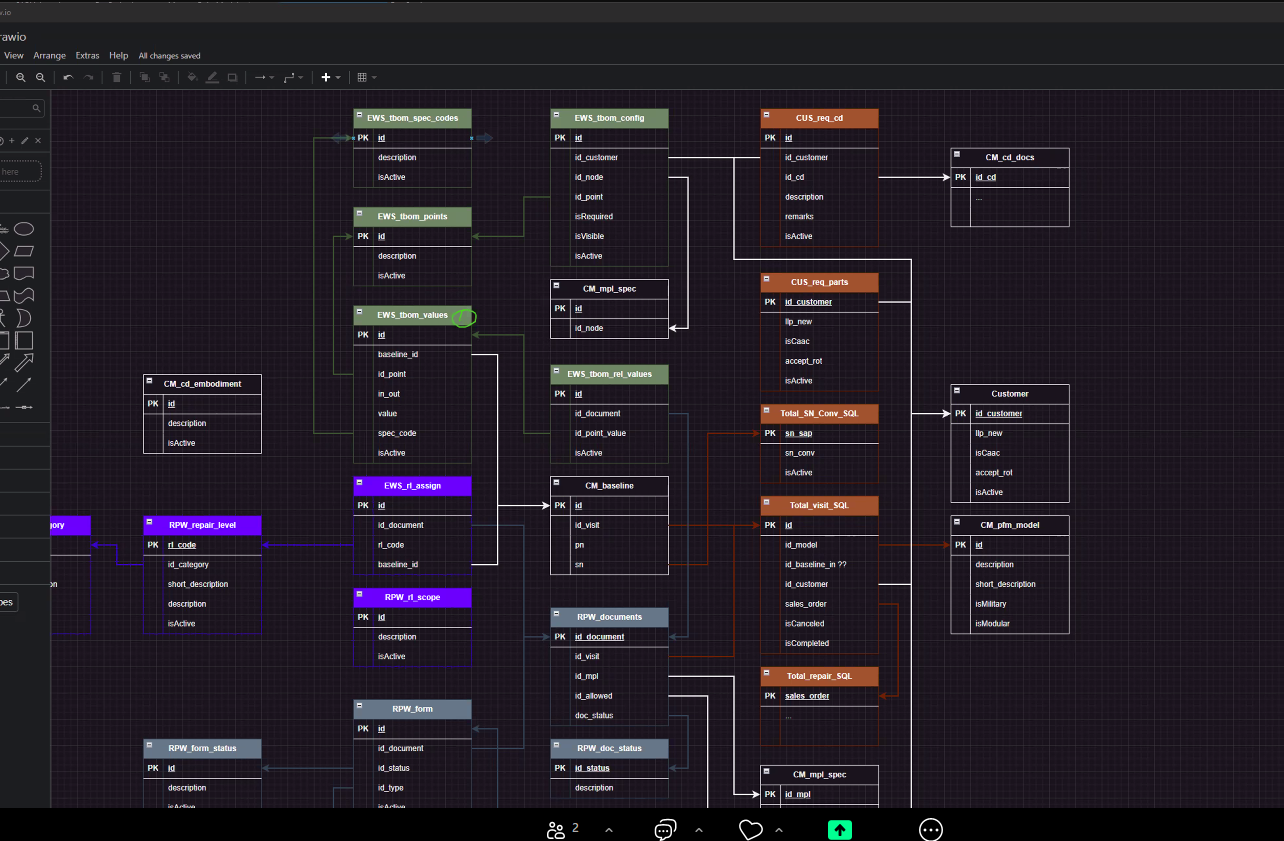 w.io
rawio
View Arrange Extras Help All changes saved
here
pes
EWS_tbom_spec_codes
PK id
description
isActive
EWS_tbom_points
PK id
description
isActive
EWS_tbom_values
PK id
baseline_id
id_point
in_out
value
spec_code
isActive
EWS_tbom_config
PK id
id_customer
id_node
id_point
isRequired
isVisible
isActive
CM_mpl_spec
PK id
id_node
EWS_tbom_rel_values
PK id
id_document
id_point_value
isActive
CUS_req_cd
PK id
id_customer
id_cd
description
remarks
isActive
CM_cd_docs
PK id_cd
...
CUS_req_parts
PK id_customer
llp_new
isCaac
accept_rot
isActive
Total_SN_Conv_SQL
PK sn_sap
sn_conv
isActive
Customer
PK id_customer
llp_new
isCaac
accept_rot
isActive
CM_cd_embodiment
PK id
description
isActive
EWS_rl_assign
PK id
id_document
rl_code
baseline_id
CM_baseline
PK id
id_visit
pn
sn
Total_visit_SQL
PK id
id_model
id_baseline_in ??
id_customer
sales_order
isCanceled
isCompleted
CM_pfm_model
PK id
description
short_description
isMilitary
isModular
gory
on
RPW_repair_level
PK rl_code
id_category
short_description
description
isActive
RPW_rl_scope
PK id
description
isActive
RPW_documents
PK id_document
id_visit
id_mpl
id_allowed
doc_status
Total_repair_SQL
PK sales_order
...
RPW_form
PK id
id_document
id_status
id_type
isActive
RPW_form_status
PK id
description
isActive
RPW_doc_status
PK id_status
description
CM_mpl_spec
PK id_mpl
2